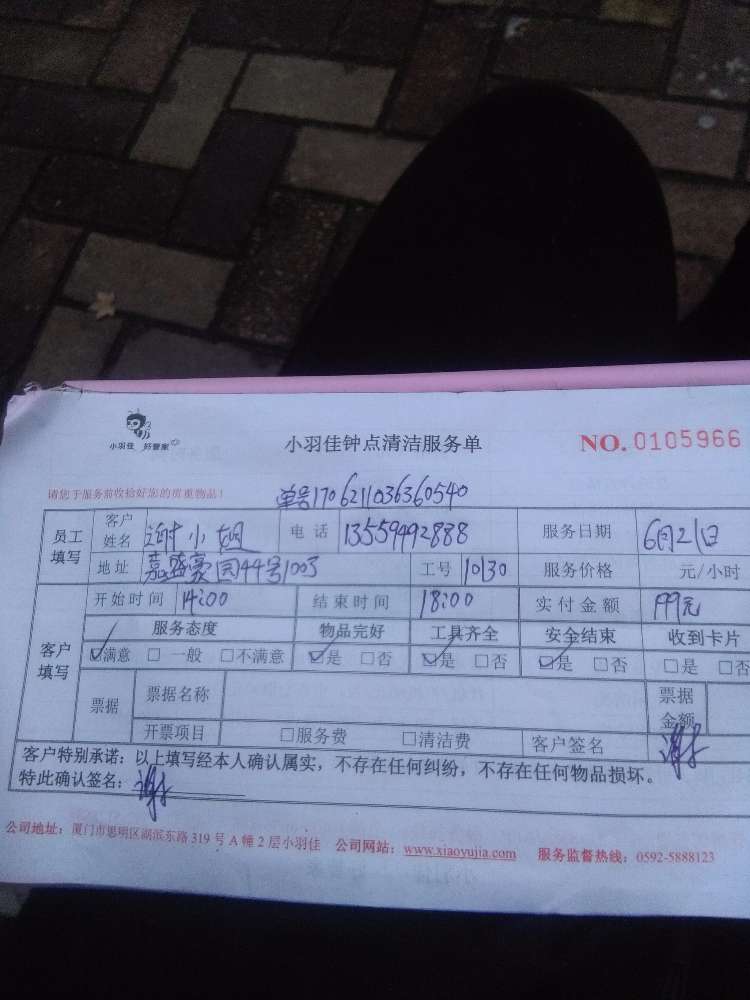 小羽佳 好管家
小羽佳钟点清洁服务单 NO. 0105966
请您于服务前收拾好您的贵重物品！ 单号1706211036360540
员工填写 客户姓名 谢小姐 电话 13559492888 服务日期 6月21日
地址 嘉盛豪园44号1003 工号 1030 服务价格 元/小时
客户填写 开始时间 14:00 结束时间 18:00 实付金额 199元
服务态度 物品完好 工具齐全 安全结束 收到卡片
☑满意 □一般 □不满意 ☑是 □否 ☑是 □否 ☑是 □否 □是 □否
票据 票据名称 票据金额
开票项目 □服务费 □清洁费 客户签名
客户特别承诺：以上填写经本人确认属实，不存在任何纠纷，不存在任何物品损坏。
特此确认签名：
公司地址：厦门市思明区湖滨东路319号A幢2层小羽佳 公司网站：www.xiaoyujia.com 服务监督热线：0592-5888123